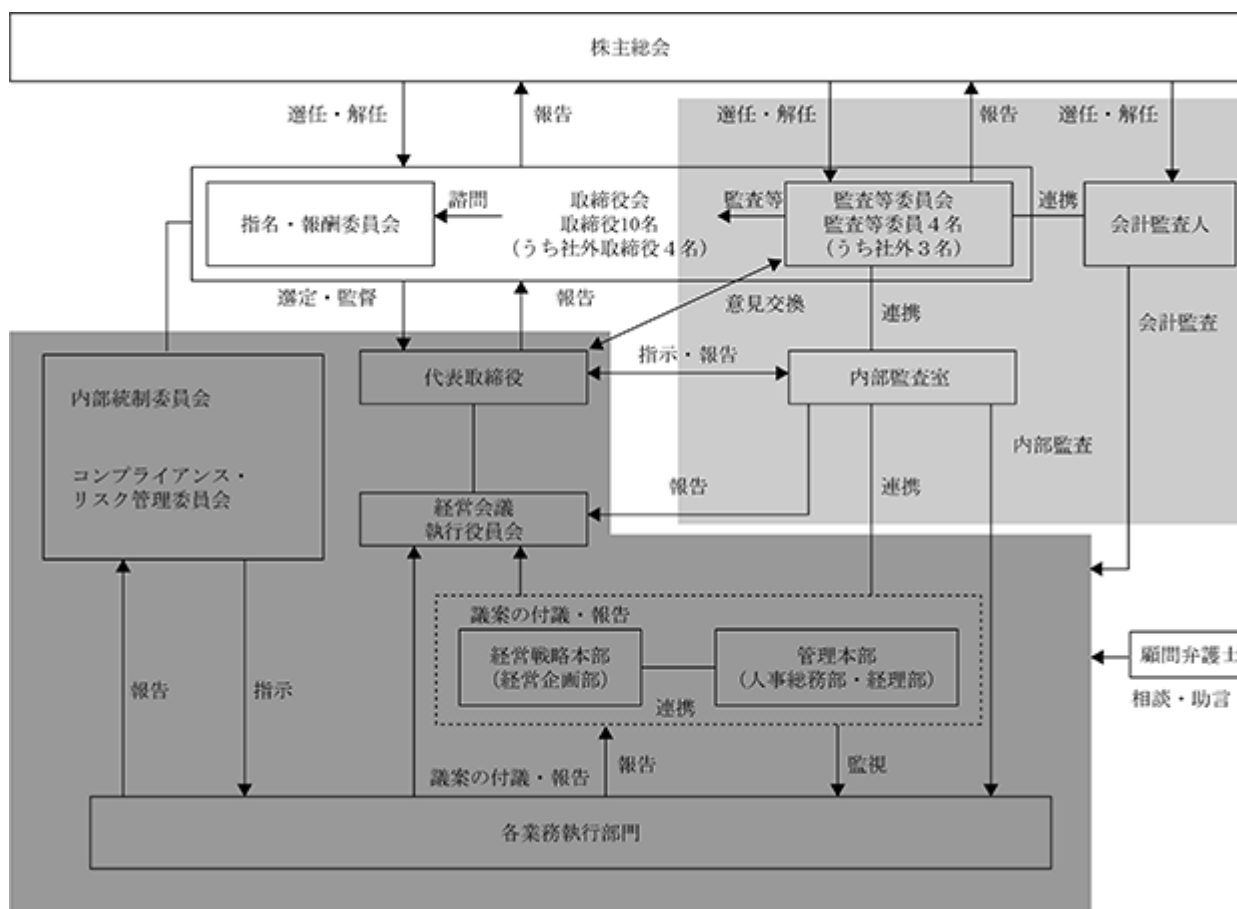 株主総会
選任・解任
報告
選任・解任
報告
選任・解任
指名・報酬委員会
諮問
取締役会
取締役10名
（うち社外取締役４名）
監査等
監査等委員会
監査等委員４名
（うち社外３名）
連携
会計監査人
選定・監督
報告
意見交換
連携
会計監査
内部統制委員会
コンプライアンス・
リスク管理委員会
代表取締役
指示・報告
内部監査室
内部監査
経営会議
執行役員会
報告
連携
議案の付議・報告
経営戦略本部
（経営企画部）
管理本部
（人事総務部・経理部）
連携
顧問弁護士
相談・助言
報告
指示
議案の付議・報告
報告
監視
各業務執行部門